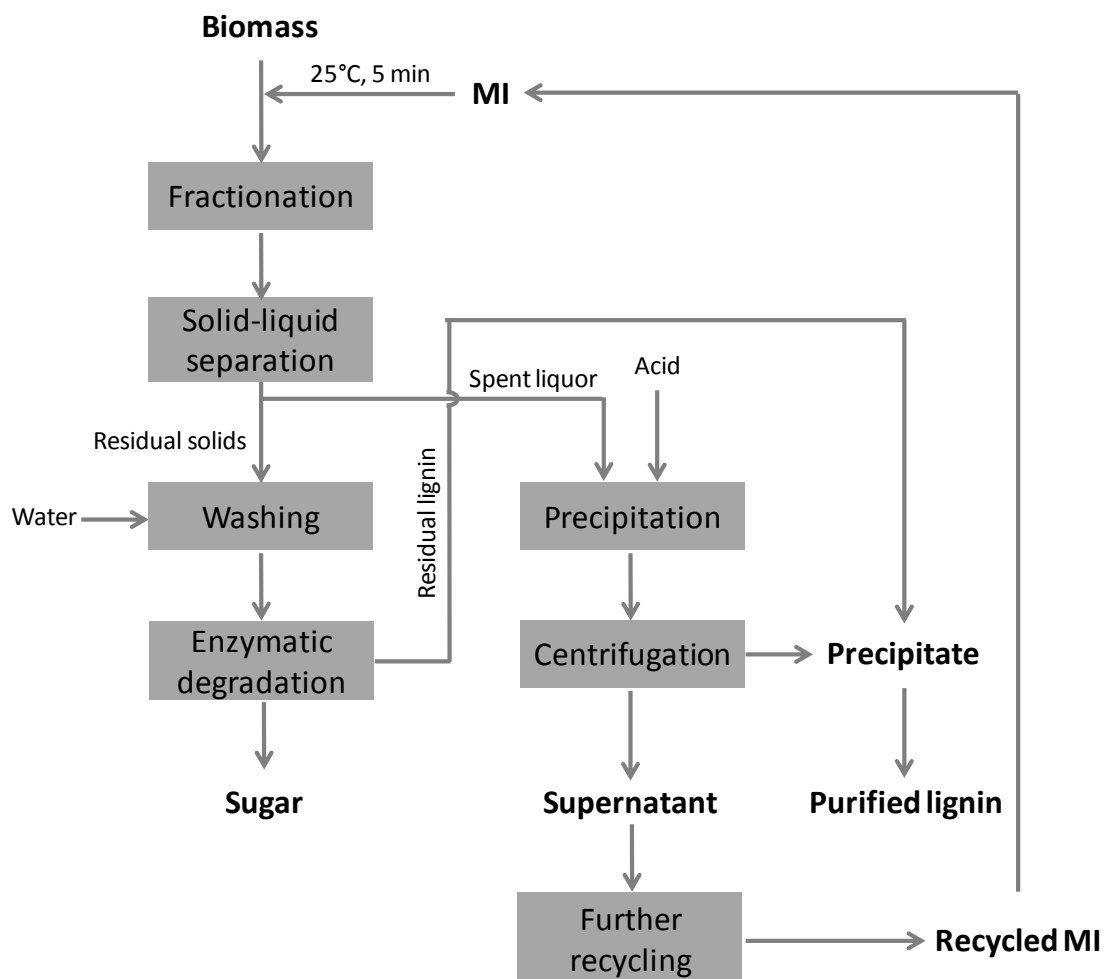 Biomass
25°C, 5 min
MI
Fractionation
Solid-liquid
separation
Spent liquor
Acid
Residual solids
Water
Washing
Residual lignin
Precipitation
Enzymatic
degradation
Centrifugation
Precipitate
Sugar
Supernatant
Purified lignin
Further
recycling
Recycled MI